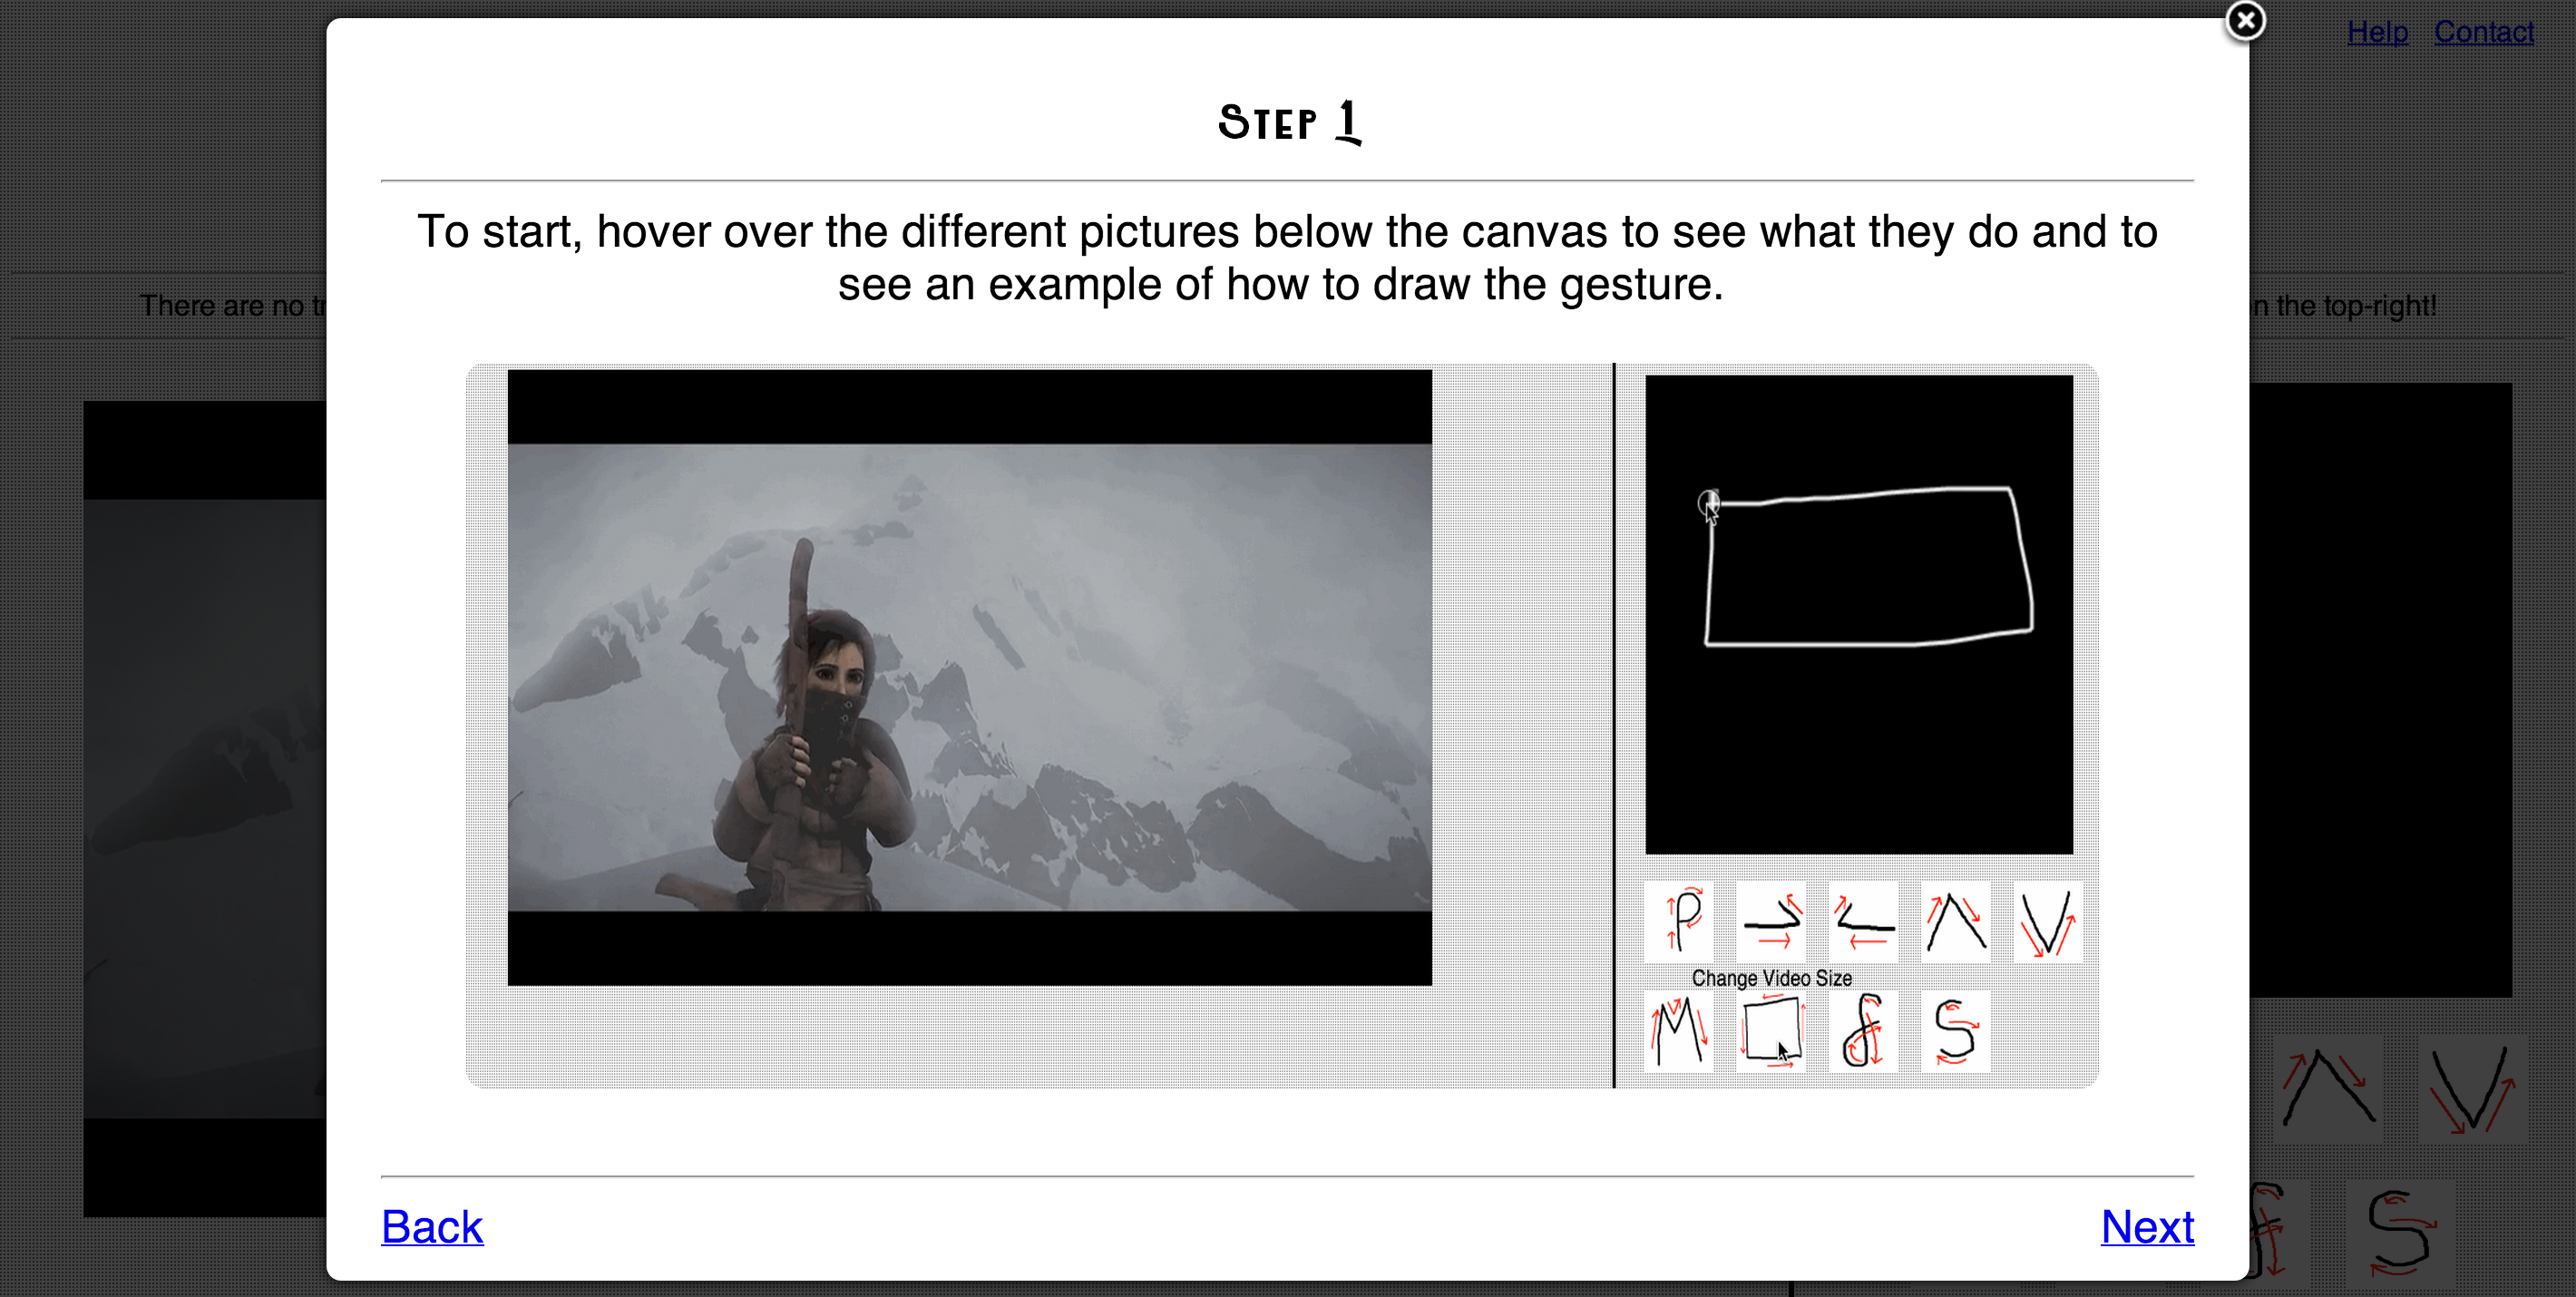 Help Contact
STEP 1
To start, hover over the different pictures below the canvas to see what they do and to
see an example of how to draw the gesture.
There are no
n the top-right!
P
M
f
S
Change Video Size
S
Back
Next